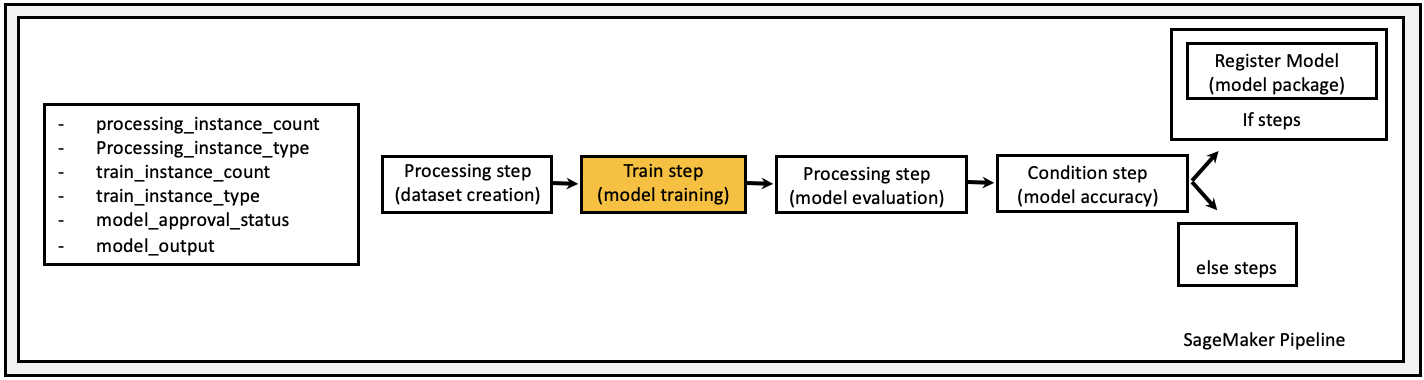 - processing_instance_count
- Processing_instance_type
- train_instance_count
- train_instance_type
- model_approval_status
- model_output
Processing step
(dataset creation)
Train step
(model training)
Processing step
(model evaluation)
Condition step
(model accuracy)
Register Model
(model package)
If steps
else steps
SageMaker Pipeline